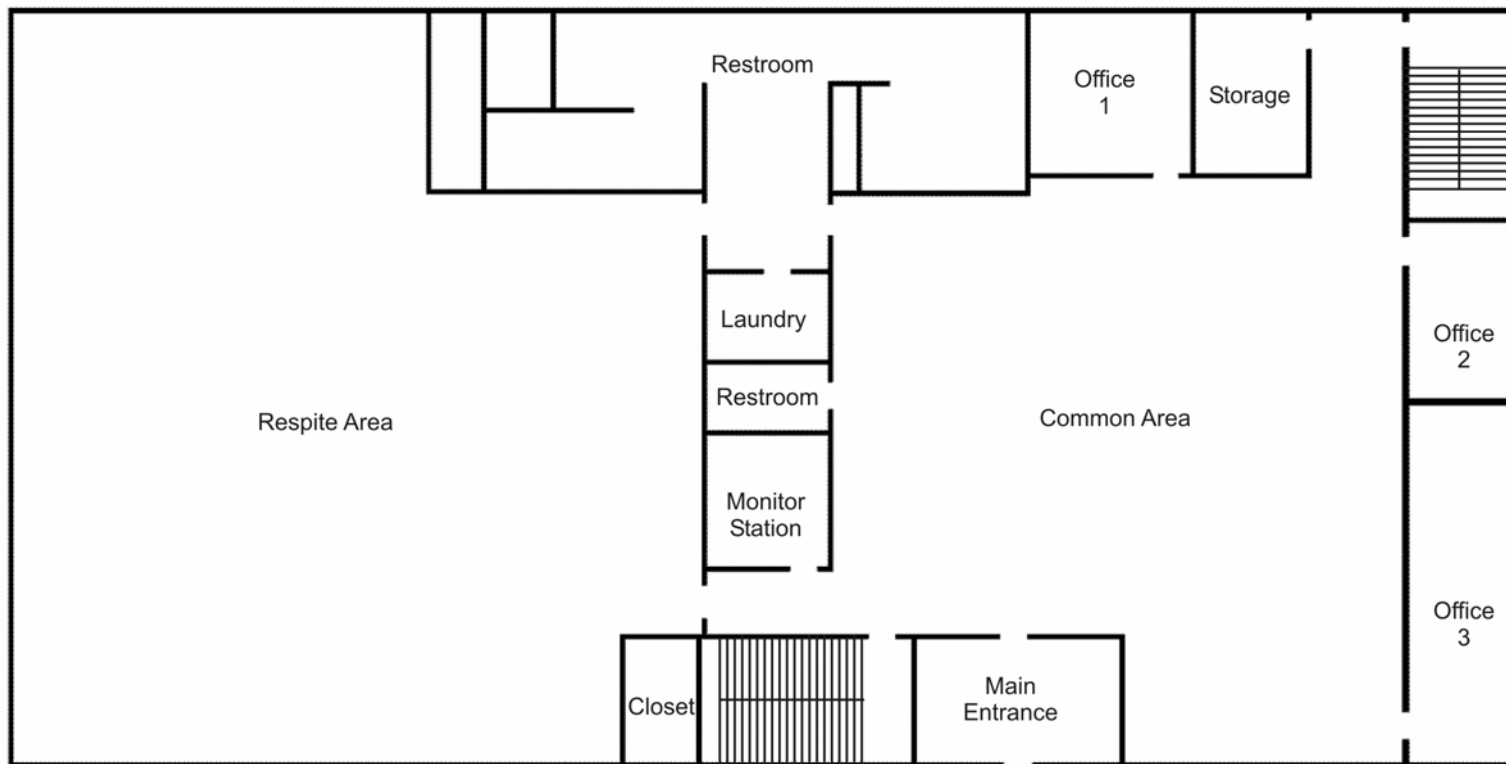 Restroom
Office
1
Storage
Laundry
Office
2
Restroom
Respite Area
Common Area
Monitor
Station
Office
3
Main
Entrance
Closet